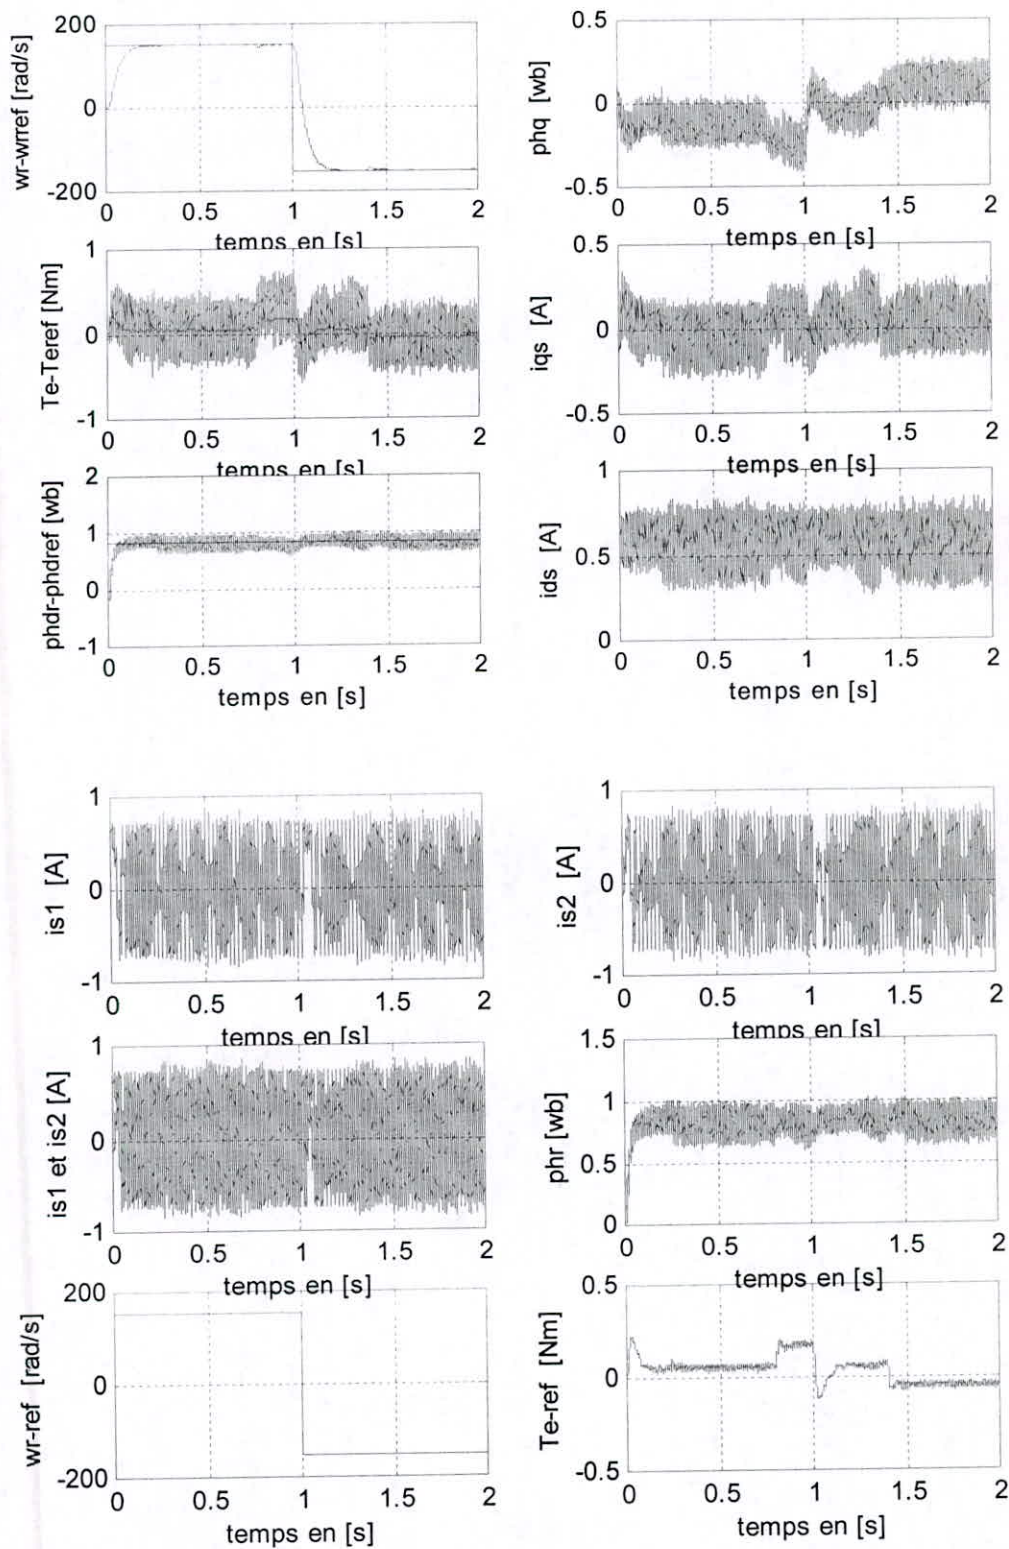 wr-wrref [rad/s]
200
0
-200
0 0.5 1 1.5 2
temps en [s]
phq [wb]
0.5
0
-0.5
0 0.5 1 1.5 2
temps en [s]
Te-Teref [Nm]
1
0
-1
0 0.5 1 1.5 2
temps en [s]
iqs [A]
0.5
0
-0.5
0 0.5 1 1.5 2
temps en [s]
phdr-phdref [wb]
2
1
0
-1
0 0.5 1 1.5 2
temps en [s]
ids [A]
1
0.5
0
0 0.5 1 1.5 2
temps en [s]
is1 [A]
1
0
-1
0 0.5 1 1.5 2
temps en [s]
is2 [A]
1
0
-1
0 0.5 1 1.5 2
temps en [s]
is1 et is2 [A]
1
0
-1
0 0.5 1 1.5 2
temps en [s]
phr [wb]
1.5
1
0.5
0
0 0.5 1 1.5 2
temps en [s]
wr-ref [rad/s]
200
0
-200
0 0.5 1 1.5 2
temps en [s]
Te-ref [Nm]
0.5
0
-0.5
0 0.5 1 1.5 2
temps en [s]